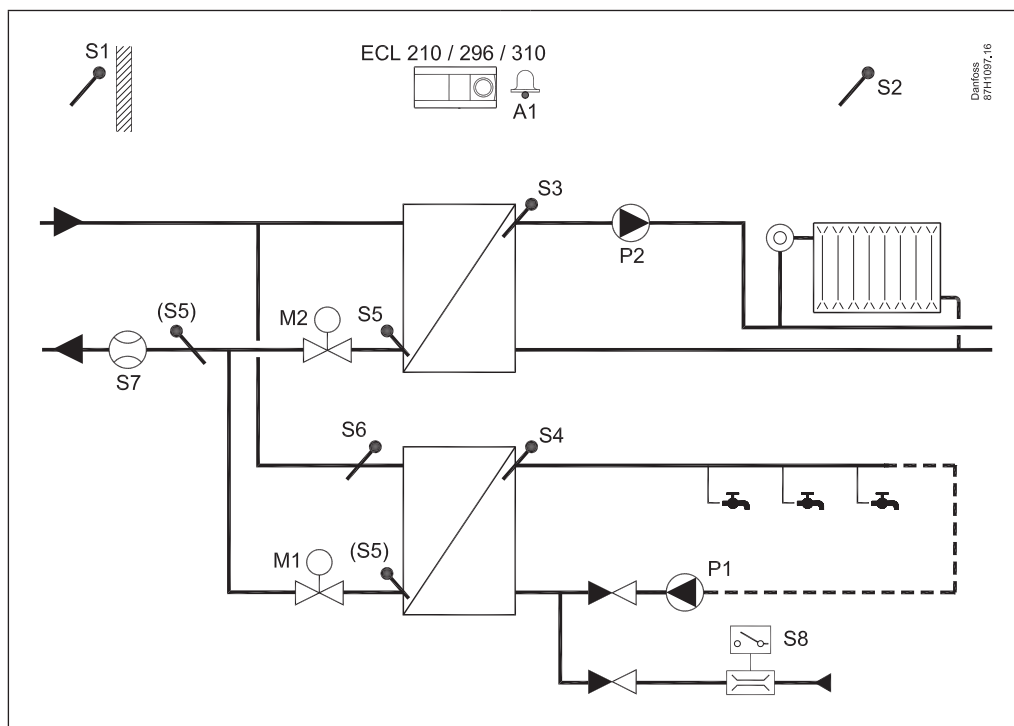 S1
ECL 210 / 296 / 310
A1
S2
Danfoss
87H1097.16
S3
P2
(S5)
M2
S5
S7
S6
S4
M1
(S5)
P1
S8